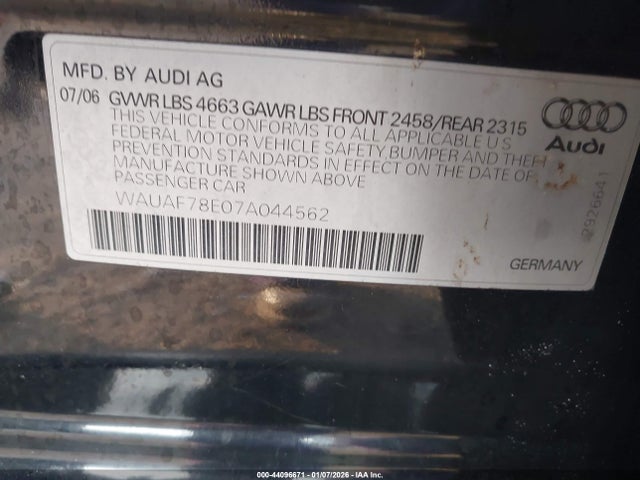 MFD. BY AUDI AG
07/06 GVWR LBS 4663 GAWR LBS FRONT 2458/REAR 2315
THIS VEHICLE CONFORMS TO ALL APPLICABLE U S
FEDERAL MOTOR VEHICLE SAFETY, BUMPER AND THEFT
PREVENTION STANDARDS IN EFFECT ON THE DATE OF
MANUFACTURE SHOWN ABOVE
PASSENGER CAR
WAUAF78E07A044562
Audi
2926641
GERMANY
000-44096671 - 01/07/2026 - IAA Inc.